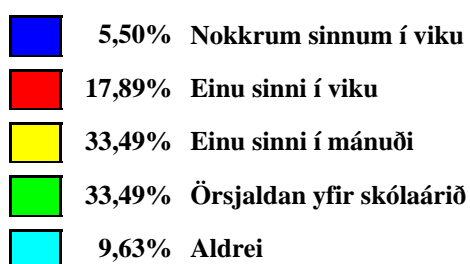 5,50% Nokkrum sinnum í viku
17,89% Einu sinni í viku
33,49% Einu sinni í mánuði
33,49% Örsjaldan yfir skólaárið
9,63% Aldrei